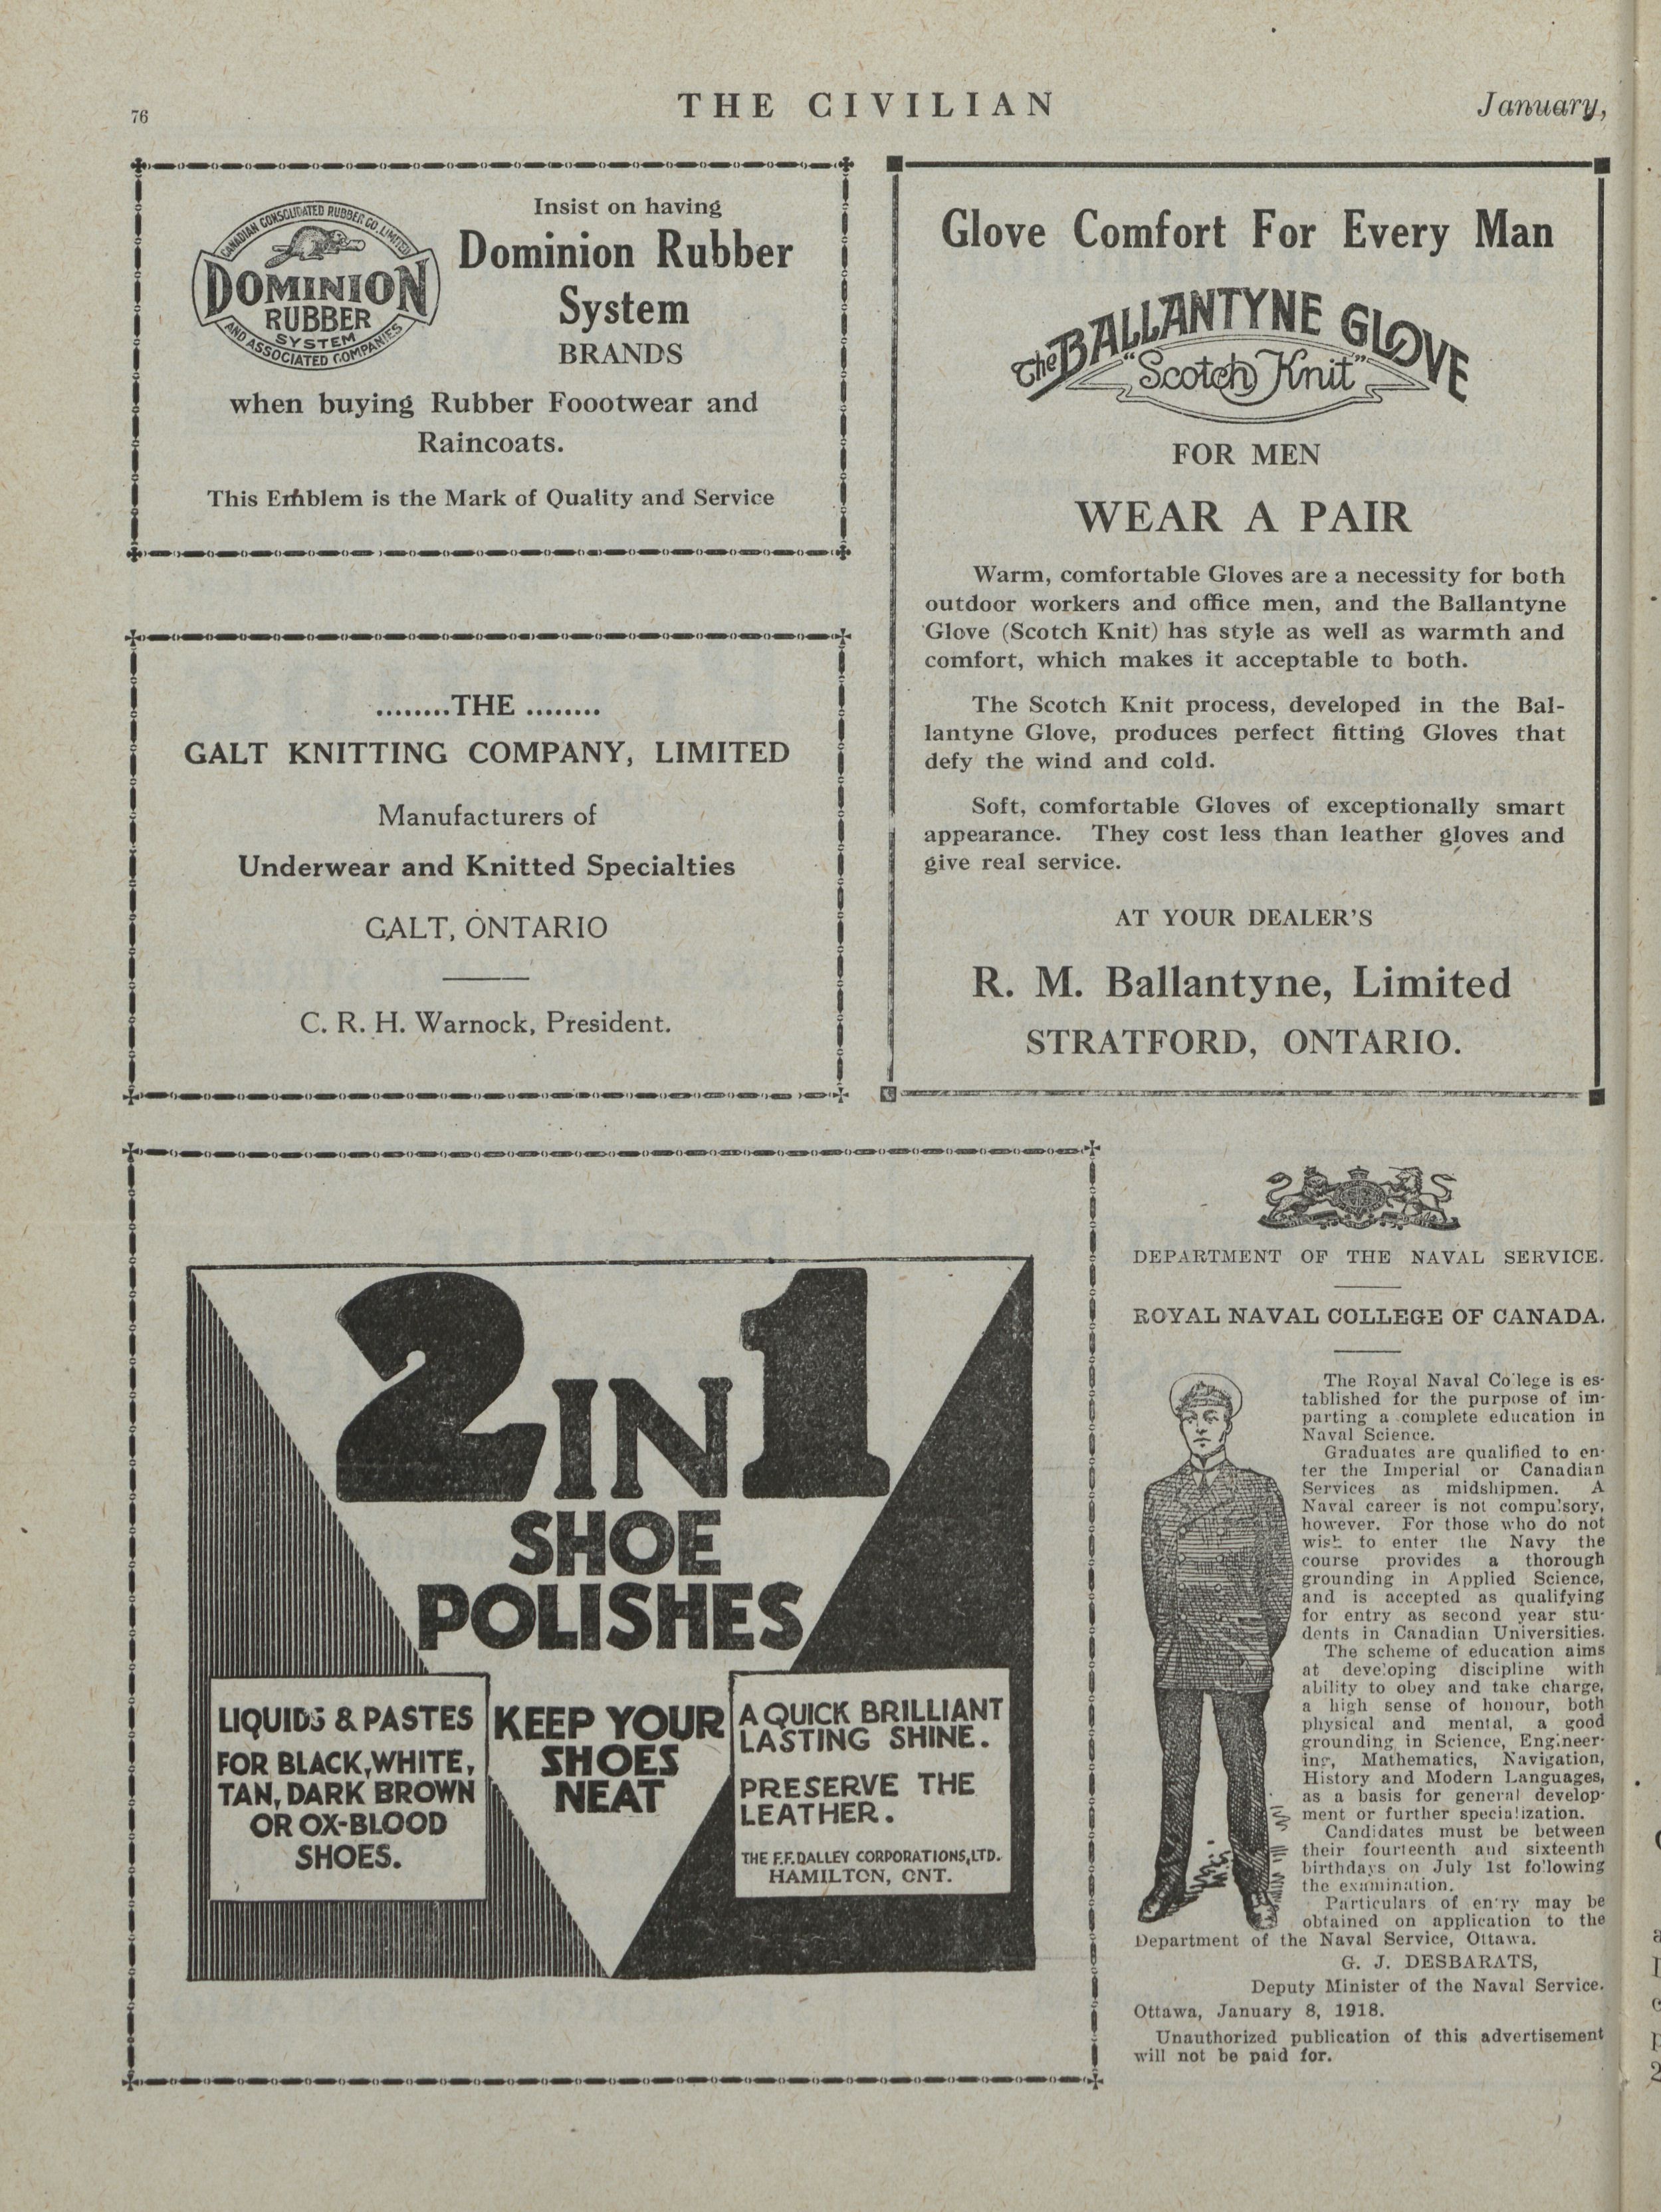 76
THE CIVILIAN
January,
CANADIAN CONSOLIDATED RUBBER CO. LIMITED
DOMINION
RUBBER
SYSTEM
AND ASSOCIATED COMPANIES
Insist on having
Dominion Rubber
System
BRANDS
when buying Rubber Foootwear and
Raincoats.
This Emblem is the Mark of Quality and Service
........THE ........
GALT KNITTING COMPANY, LIMITED
Manufacturers of
Underwear and Knitted Specialties
GALT, ONTARIO
C. R. H. Warnock, President.
Glove Comfort For Every Man
The BALLANTYNE GLOVE
"Scotch Knit"
FOR MEN
WEAR A PAIR
Warm, comfortable Gloves are a necessity for both
outdoor workers and office men, and the Ballantyne
Glove (Scotch Knit) has style as well as warmth and
comfort, which makes it acceptable to both.
The Scotch Knit process, developed in the Bal-
lantyne Glove, produces perfect fitting Gloves that
defy the wind and cold.
Soft, comfortable Gloves of exceptionally smart
appearance. They cost less than leather gloves and
give real service.
AT YOUR DEALER'S
R. M. Ballantyne, Limited
STRATFORD, ONTARIO.
2 IN 1
SHOE
POLISHES
LIQUIDS & PASTES
FOR BLACK, WHITE,
TAN, DARK BROWN
OR OX-BLOOD
SHOES.
KEEP YOUR
SHOES
NEAT
A QUICK BRILLIANT
LASTING SHINE.
PRESERVE THE
LEATHER.
THE F.F. DALLEY CORPORATIONS, LTD.
HAMILTON, ONT.
DEPARTMENT OF THE NAVAL SERVICE.
ROYAL NAVAL COLLEGE OF CANADA.
The Royal Naval College is es-
tablished for the purpose of im-
parting a complete education in
Naval Science.
Graduates are qualified to en-
ter the Imperial or Canadian
Services as midshipmen. A
Naval career is not compulsory,
however. For those who do not
wish to enter the Navy the
course provides a thorough
grounding in Applied Science,
and is accepted as qualifying
for entry as second year stu-
dents in Canadian Universities.
The scheme of education aims
at developing discipline with
ability to obey and take charge,
a high sense of honour, both
physical and mental, a good
grounding in Science, Engineer-
ing, Mathematics, Navigation,
History and Modern Languages,
as a basis for general develop-
ment or further specialization.
Candidates must be between
their fourteenth and sixteenth
birthdays on July 1st following
the examination.
Particulars of entry may be
obtained on application to the
Department of the Naval Service, Ottawa.
G. J. DESBARATS,
Deputy Minister of the Naval Service.
Ottawa, January 8, 1918.
Unauthorized publication of this advertisement
will not be paid for.